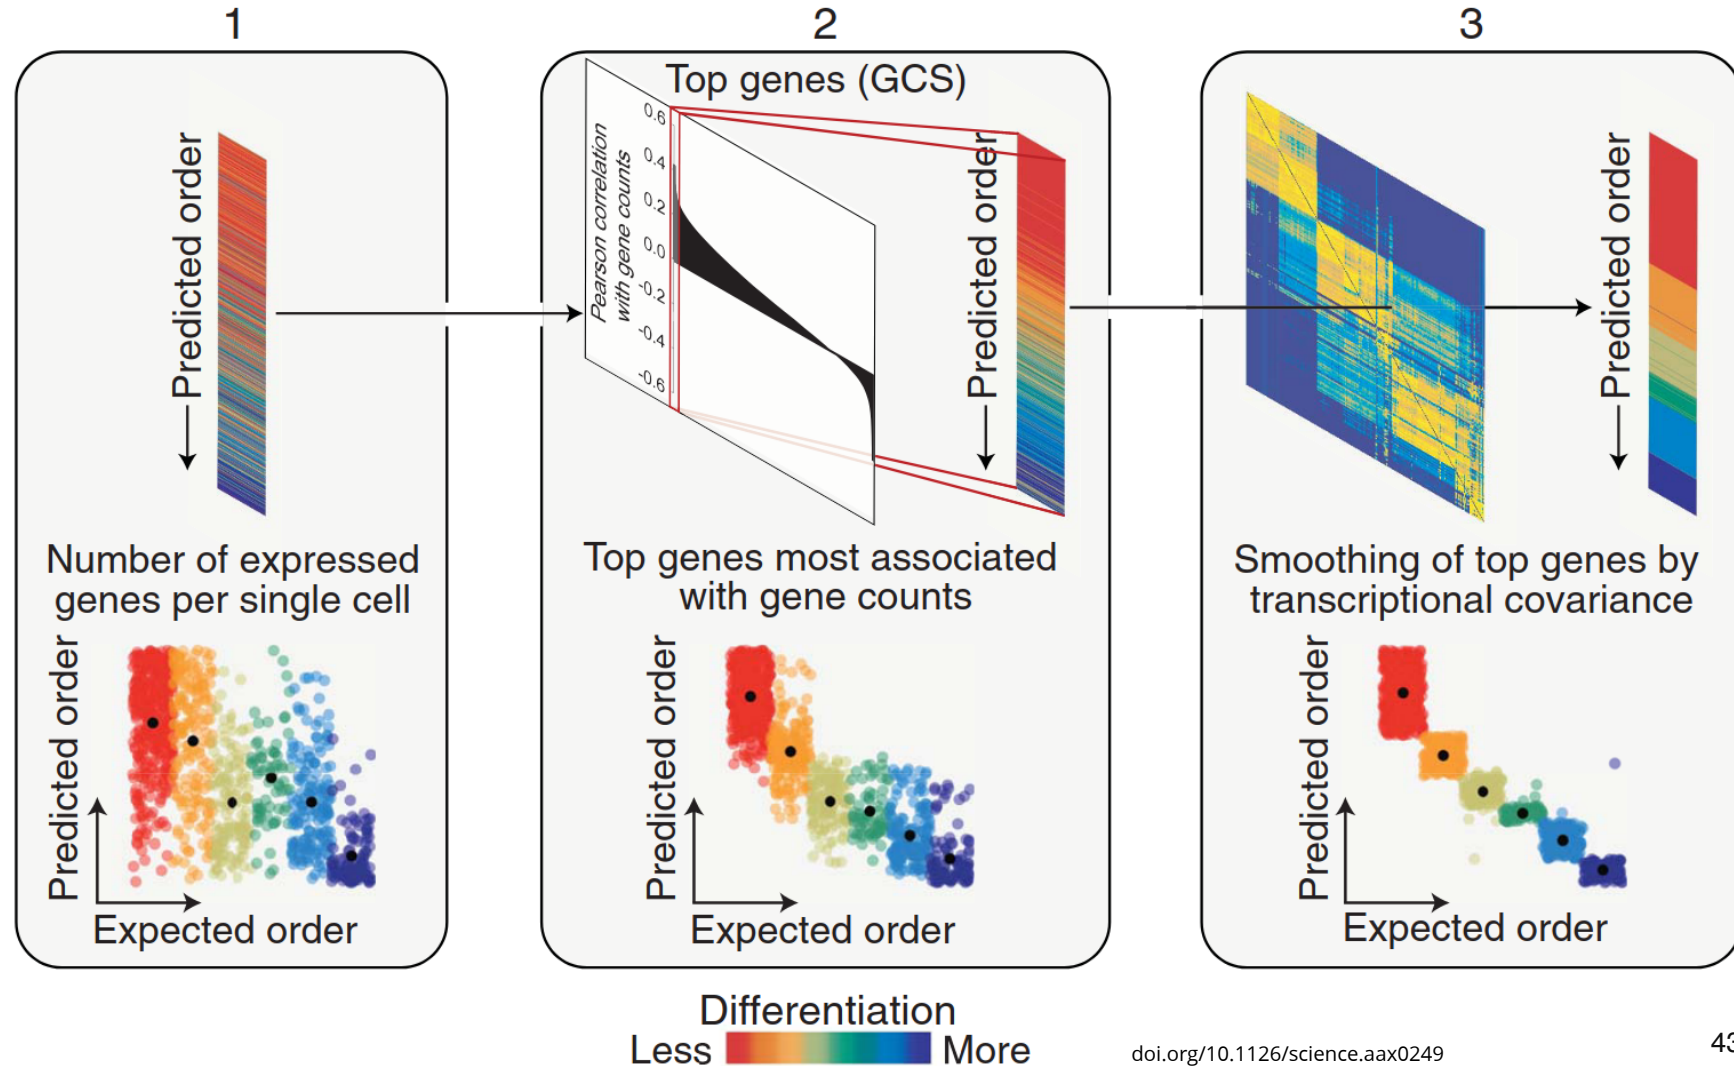 1
Predicted order
Number of expressed
genes per single cell
Predicted order
Expected order
2
Top genes (GCS)
Pearson correlation
with gene counts
0.6
0.4
0.2
0.0
-0.2
-0.4
-0.6
Predicted order
Top genes most associated
with gene counts
Predicted order
Expected order
3
Predicted order
Smoothing of top genes by
transcriptional covariance
Predicted order
Expected order
Differentiation
Less More
doi.org/10.1126/science.aax0249
43